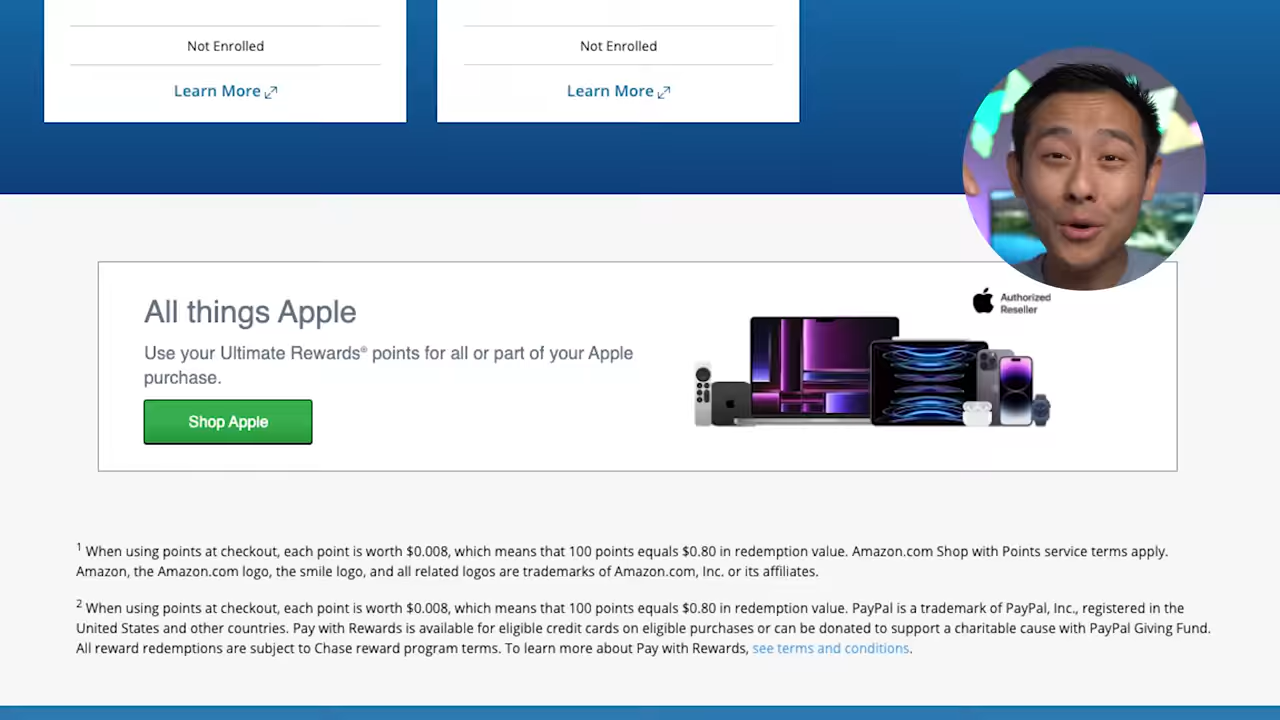 Not Enrolled
Not Enrolled
Learn More
Learn More
Authorized
Reseller
All things Apple
Use your Ultimate Rewards® points for all or part of your Apple
purchase.
Shop Apple
1 When using points at checkout, each point is worth $0.008, which means that 100 points equals $0.80 in redemption value. Amazon.com Shop with Points service terms apply.
Amazon, the Amazon.com logo, the smile logo, and all related logos are trademarks of Amazon.com, Inc. or its affiliates.
2 When using points at checkout, each point is worth $0.008, which means that 100 points equals $0.80 in redemption value. PayPal is a trademark of PayPal, Inc., registered in the
United States and other countries. Pay with Rewards is available for eligible credit cards on eligible purchases or can be donated to support a charitable cause with PayPal Giving Fund.
All reward redemptions are subject to Chase reward program terms. To learn more about Pay with Rewards, see terms and conditions.